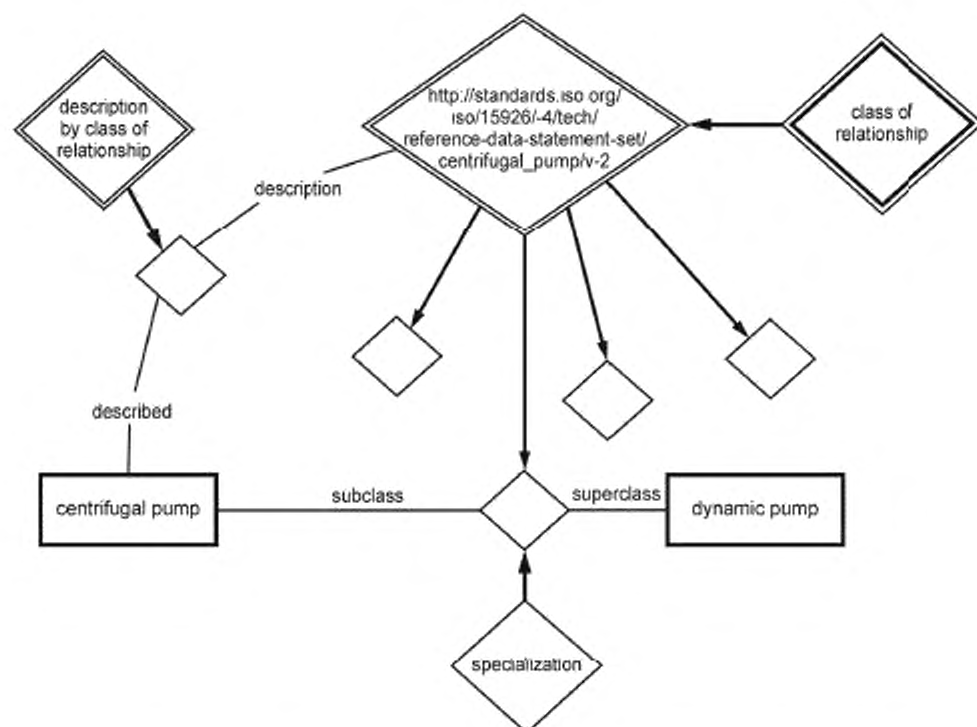 description
by class of
relationship
http://standards.iso org/
iso/15926/-4/tech/
reference-data-statement-set/
centrifugal_pump/v-2
class of
relationship
description
described
centrifugal pump
subclass
superclass
dynamic pump
specialization